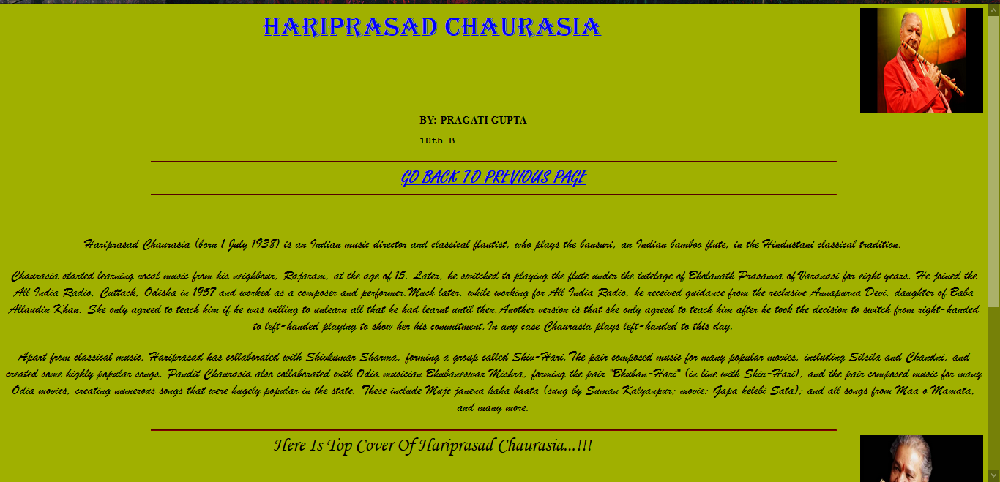 HARIPRASAD CHAURASIA
BY:-PRAGATI GUPTA
10th B
GO BACK TO PREVIOUS PAGE
Hariprasad Chaurasia (born 1 July 1938) is an Indian music director and classical flautist, who plays the bansuri, an Indian bamboo flute, in the Hindustani classical tradition.
Chaurasia started learning vocal music from his neighbour, Rajaram, at the age of 15. Later, he switched to playing the flute under the tutelage of Bholanath Prasanna of Varanasi for eight years. He joined the
All India Radio, Cuttack, Odisha in 1957 and worked as a composer and performer.Much later, while working for All India Radio, he received guidance from the reclusive Annapurna Devi, daughter of Baba
Allaudin Khan. She only agreed to teach him if he was willing to unlearn all that he had learnt until then.Another version is that she only agreed to teach him after he took the decision to switch from right-handed
to left-handed playing to show her his commitment.In any case Chaurasia plays left-handed to this day.
Apart from classical music, Hariprasad has collaborated with Shivkumar Sharma, forming a group called Shiv-Hari.The pair composed music for many popular movies, including Silsila and Chandni, and
created some highly popular songs. Pandit Chaurasia also collaborated with Odia musician Bhubaneswar Mishra, forming the pair "Bhuban-Hari" (in line with Shiv-Hari), and the pair composed music for many
Odia movies, creating numerous songs that were hugely popular in the state. These include Muje janena kaha baata (sung by Suman Kalyanpur; movie: Gapa helebi Sata); and all songs from Maa o Mamata,
and many more.
Here Is Top Cover Of Hariprasad Chaurasia...!!!